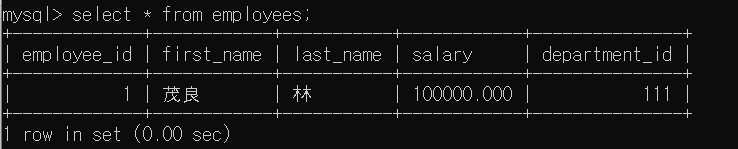 mysql> select * from employees;
+-------------+------------+-----------+------------+---------------+
| employee_id | first_name | last_name | salary     | department_id |
+-------------+------------+-----------+------------+---------------+
|           1 | 茂良       | 林        | 100000.000 |           111 |
+-------------+------------+-----------+------------+---------------+
1 row in set (0.00 sec)